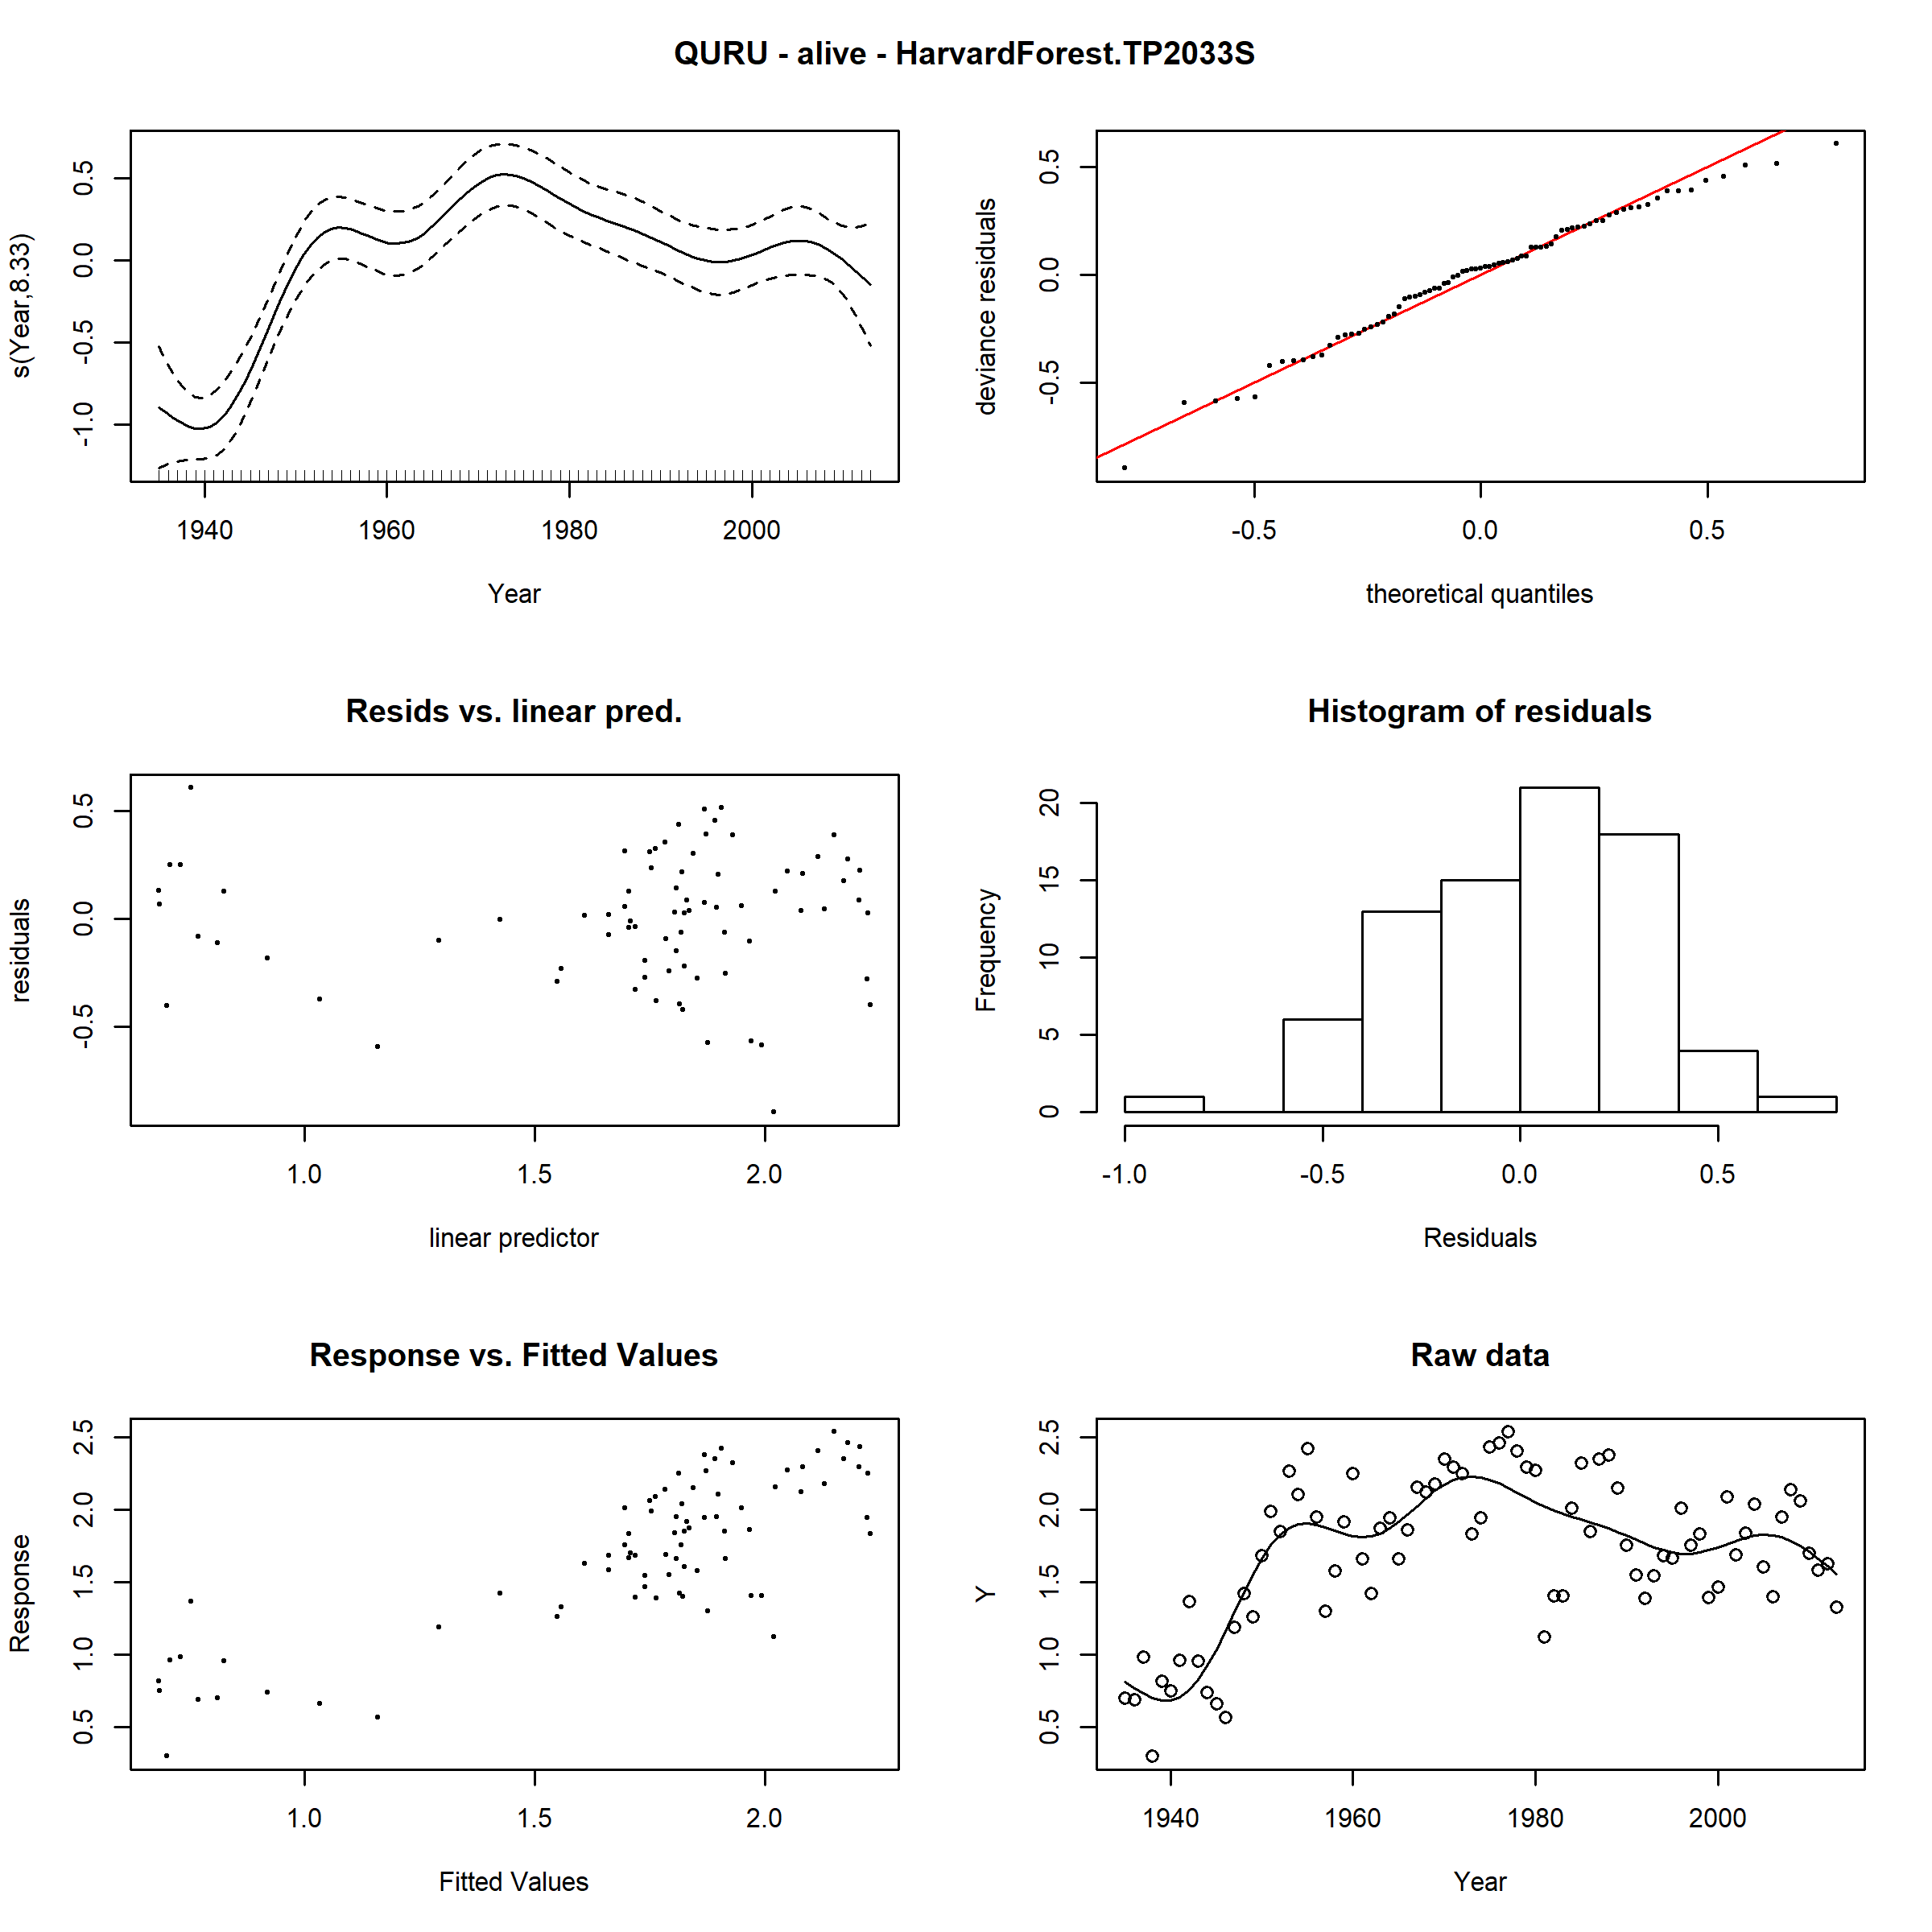 QURU - alive - HarvardForest.TP2033S
s(Year,8.33)
0.5
0.0
-0.5
-1.0
1940 1960 1980 2000
Year
deviance residuals
0.5
0.0
-0.5
-0.5 0.0 0.5
theoretical quantiles
Resids vs. linear pred.
residuals
0.5
0.0
-0.5
1.0 1.5 2.0
linear predictor
Histogram of residuals
Frequency
20
15
10
5
0
-1.0 -0.5 0.0 0.5
Residuals
Response vs. Fitted Values
Response
2.5
2.0
1.5
1.0
0.5
1.0 1.5 2.0
Fitted Values
Raw data
Y
2.5
2.0
1.5
1.0
0.5
1940 1960 1980 2000
Year